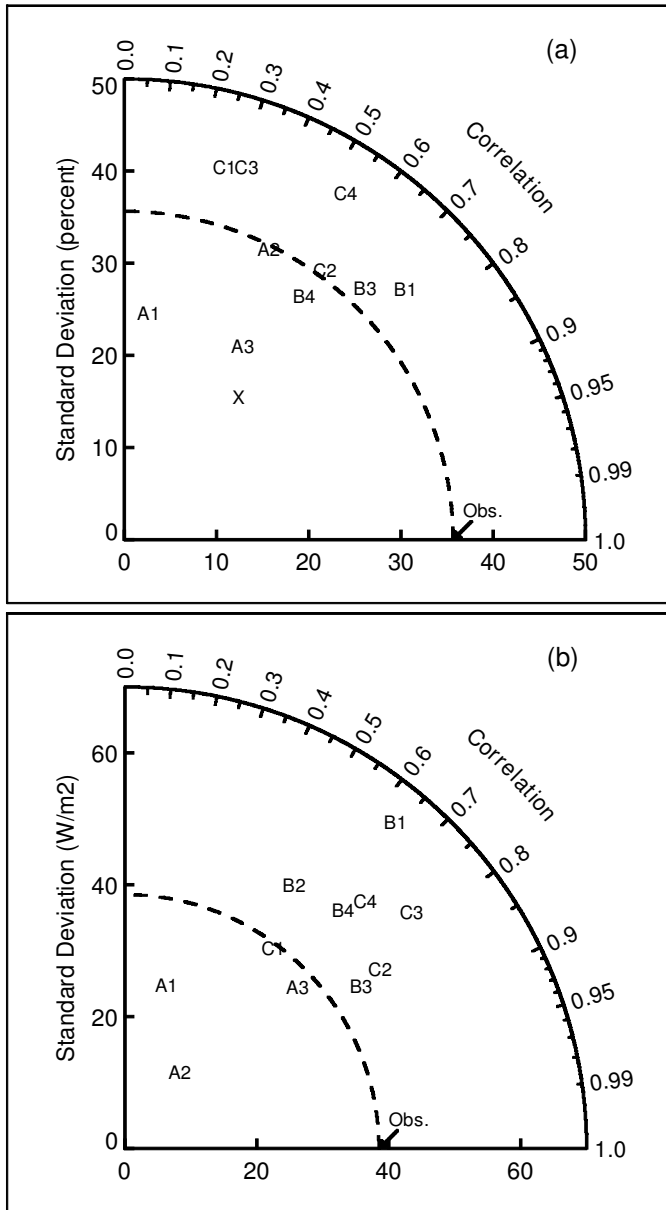 (a)
0.0 0.1 0.2 0.3 0.4 0.5 0.6 0.7 0.8 0.9 0.95 0.99 1.0
Correlation
Standard Deviation (percent)
50
40
30
20
10
0
C1 C3
C4
A2
C2
B4
B3
B1
A1
A3
X
Obs.
0 10 20 30 40 50
(b)
0.0 0.1 0.2 0.3 0.4 0.5 0.6 0.7 0.8 0.9 0.95 0.99 1.0
Correlation
Standard Deviation (W/m2)
60
40
20
0
B1
B2
C4
B4
C3
C1
C2
A1
A3
B3
A2
Obs.
0 20 40 60